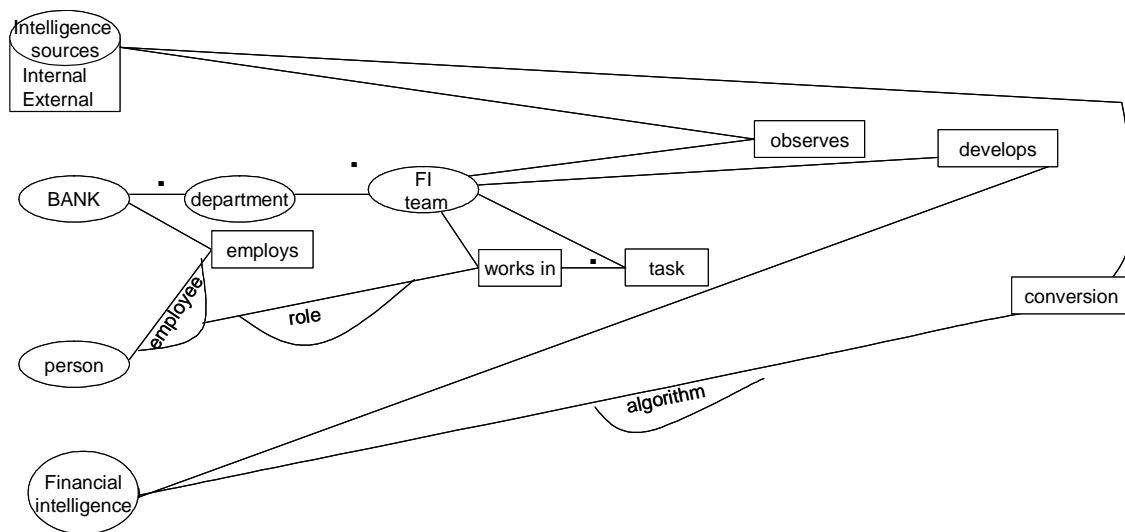 Intelligence
sources
Internal
External
observes
develops
BANK
department
FI
team
employs
works in
task
employee
role
conversion
person
algorithm
Financial
intelligence